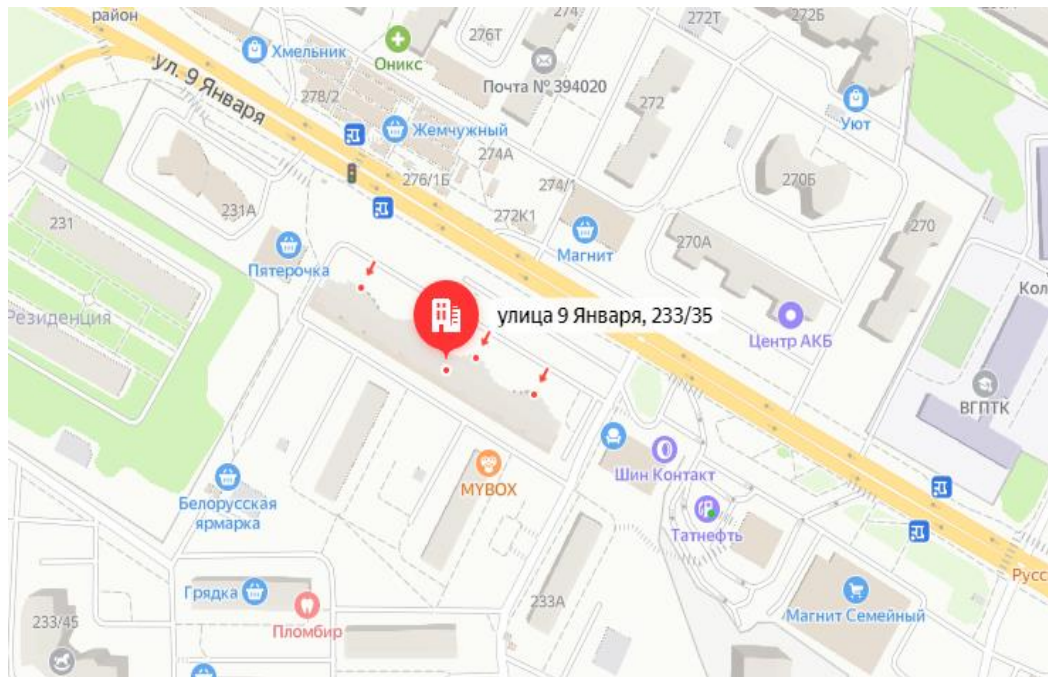 район
274
272Т
272Б
276Т
Хмельник
Оникс
Почта № 394020
ул. 9 Января
278/2
272
Уют
Жемчужный
274А
276/1Б
274/1
270Б
231А
231
272К1
270
Магнит
270А
Пятерочка
Кол
Резиденция
улица 9 Января, 233/35
Центр АКБ
ВГПТК
Шин Контакт
MYBOX
Белорусская
ярмарка
Татнефть
Русс
Грядка
233А
Магнит Семейный
233/45
Пломбир